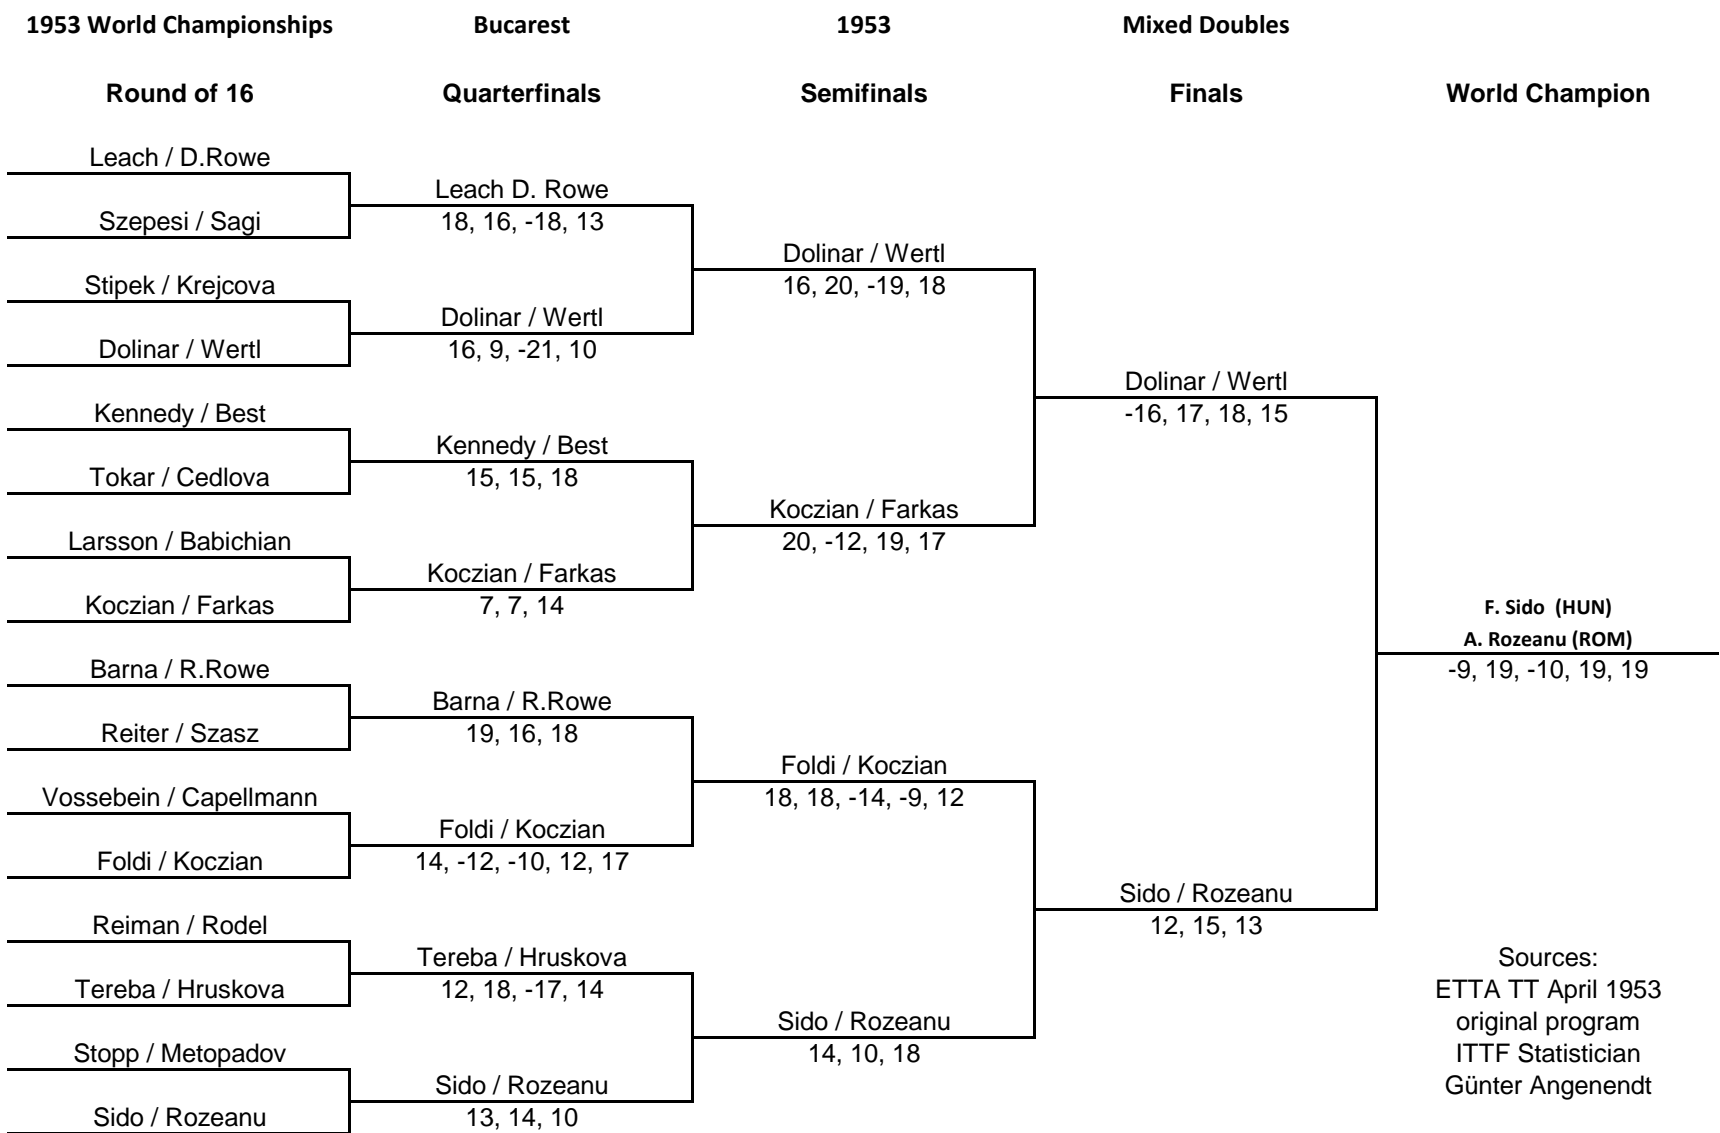 1953 World Championships Bucarest 1953 Mixed Doubles
Round of 16 Quarterfinals Semifinals Finals World Champion
Leach / D.Rowe
Leach D. Rowe
Szepesi / Sagi
18, 16, -18, 13
Dolinar / Wertl
Stipek / Krejcova
16, 20, -19, 18
Dolinar / Wertl
Dolinar / Wertl
16, 9, -21, 10
Dolinar / Wertl
Kennedy / Best
-16, 17, 18, 15
Kennedy / Best
Tokar / Cedlova
15, 15, 18
Koczian / Farkas
Larsson / Babichian
20, -12, 19, 17
Koczian / Farkas
Koczian / Farkas
7, 7, 14
F. Sido (HUN)
A. Rozeanu (ROM)
Barna / R.Rowe
-9, 19, -10, 19, 19
Barna / R.Rowe
Reiter / Szasz
19, 16, 18
Foldi / Koczian
Vossebein / Capellmann
18, 18, -14, -9, 12
Foldi / Koczian
Foldi / Koczian
14, -12, -10, 12, 17
Sido / Rozeanu
Reiman / Rodel
12, 15, 13
Tereba / Hruskova
Sources:
Tereba / Hruskova
12, 18, -17, 14
ETTA TT April 1953
Sido / Rozeanu
original program
Stopp / Metopadov
14, 10, 18
ITTF Statistician
Sido / Rozeanu
Günter Angenendt
Sido / Rozeanu
13, 14, 10